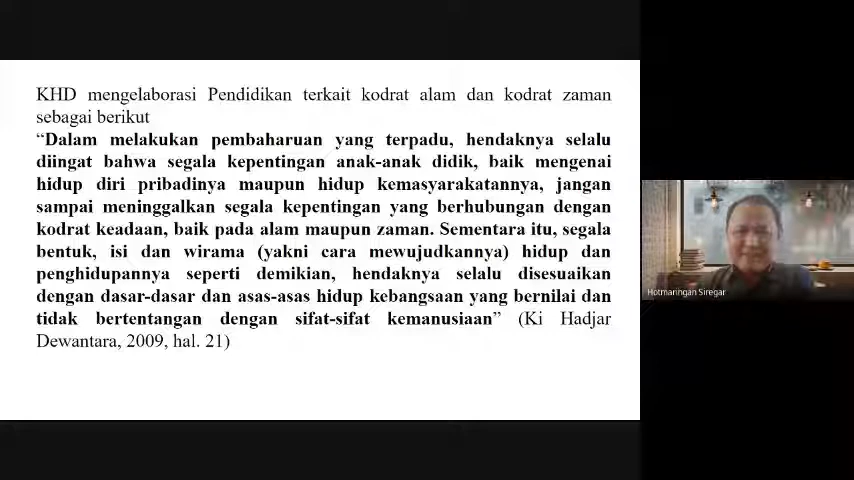 KHD mengelaborasi Pendidikan terkait kodrat alam dan kodrat zaman
sebagai berikut
“Dalam melakukan pembaharuan yang terpadu, hendaknya selalu
diingat bahwa segala kepentingan anak-anak didik, baik mengenai
hidup diri pribadinya maupun hidup kemasyarakatannya, jangan
sampai meninggalkan segala kepentingan yang berhubungan dengan
kodrat keadaan, baik pada alam maupun zaman. Sementara itu, segala
bentuk, isi dan wirama (yakni cara mewujudkannya) hidup dan
penghidupannya seperti demikian, hendaknya selalu disesuaikan
dengan dasar-dasar dan asas-asas hidup kebangsaan yang bernilai dan
tidak bertentangan dengan sifat-sifat kemanusiaan” (Ki Hadjar
Dewantara, 2009, hal. 21)
Hotmaringan Siregar